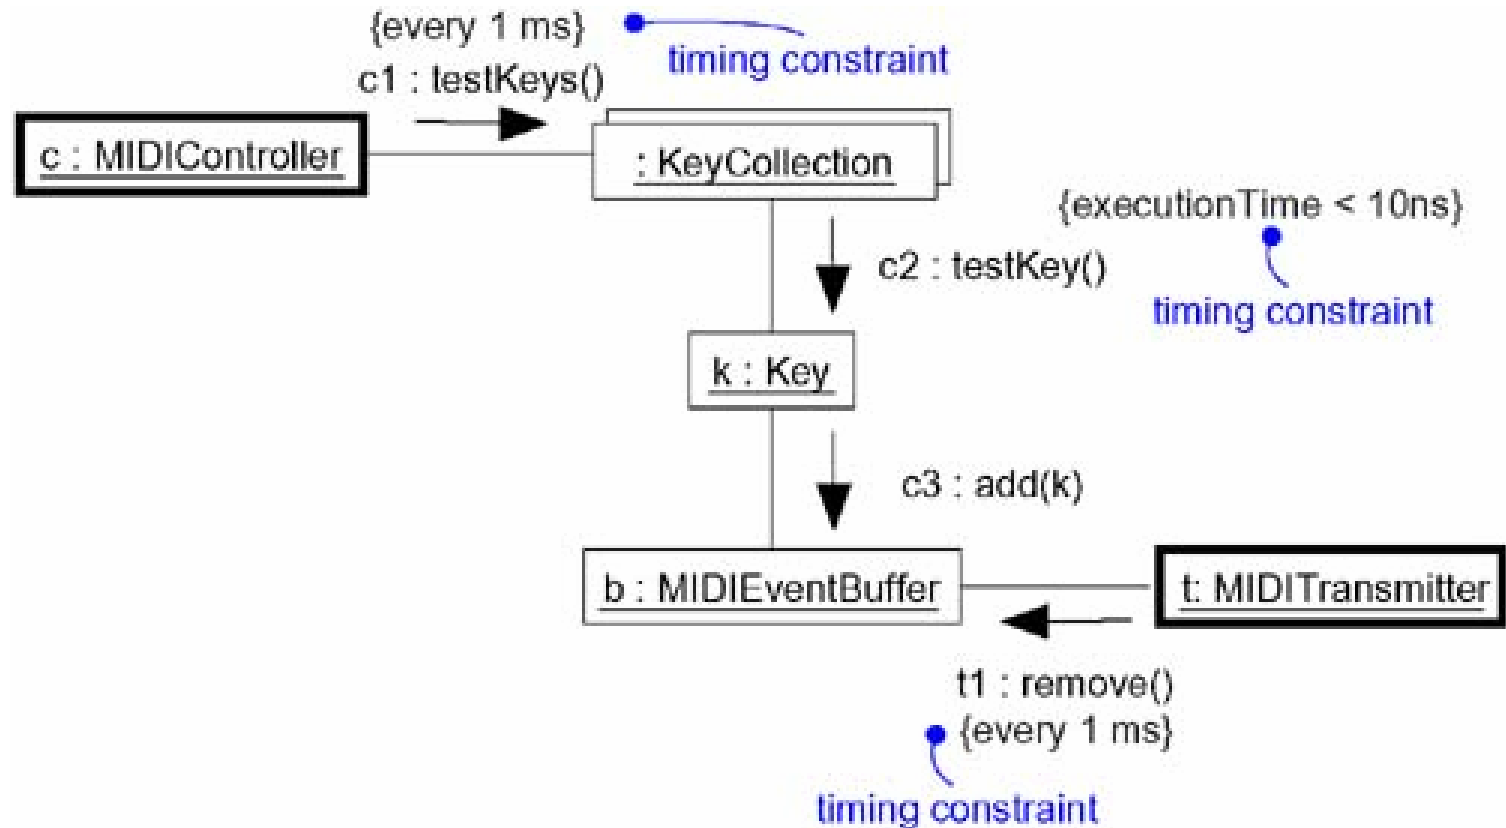 {every 1 ms}
timing constraint
c1 : testKeys()
c : MIDIController
: KeyCollection
{executionTime < 10ns}
c2 : testKey()
timing constraint
k : Key
c3 : add(k)
b : MIDIEventBuffer
t: MIDITransmitter
t1 : remove()
{every 1 ms}
timing constraint